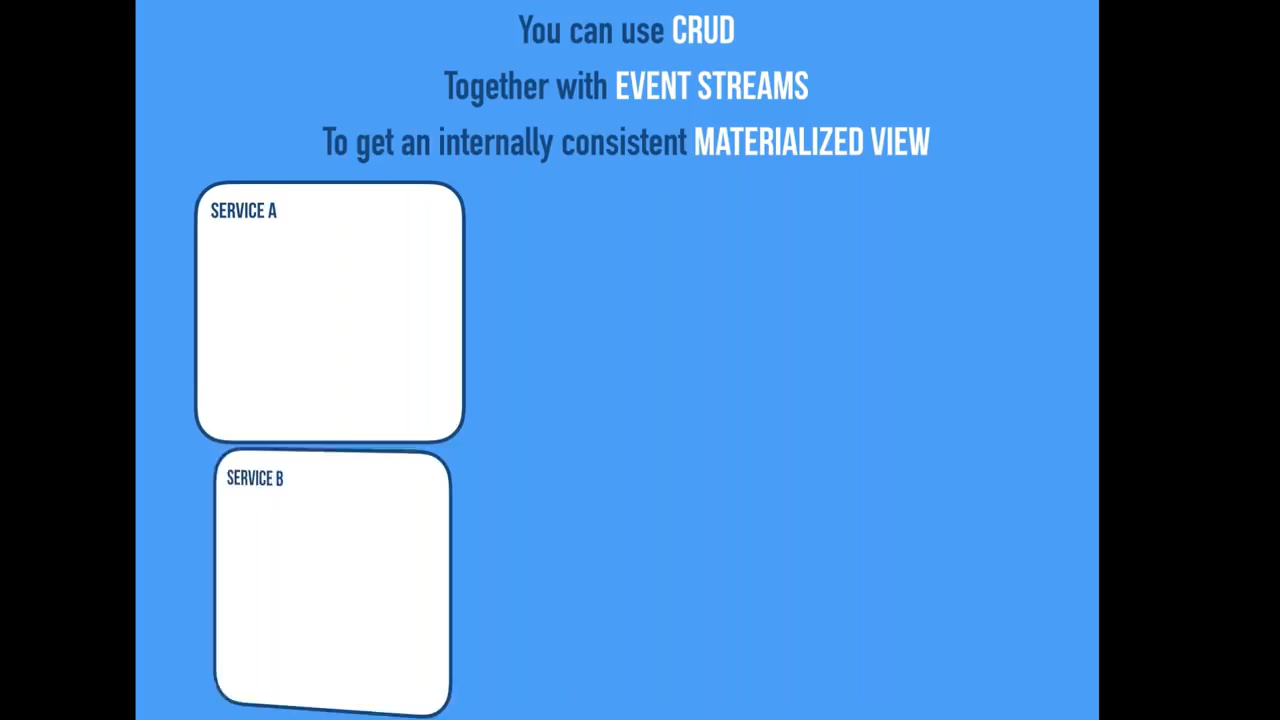 You can use CRUD
Together with EVENT STREAMS
To get an internally consistent MATERIALIZED VIEW
SERVICE A
SERVICE B